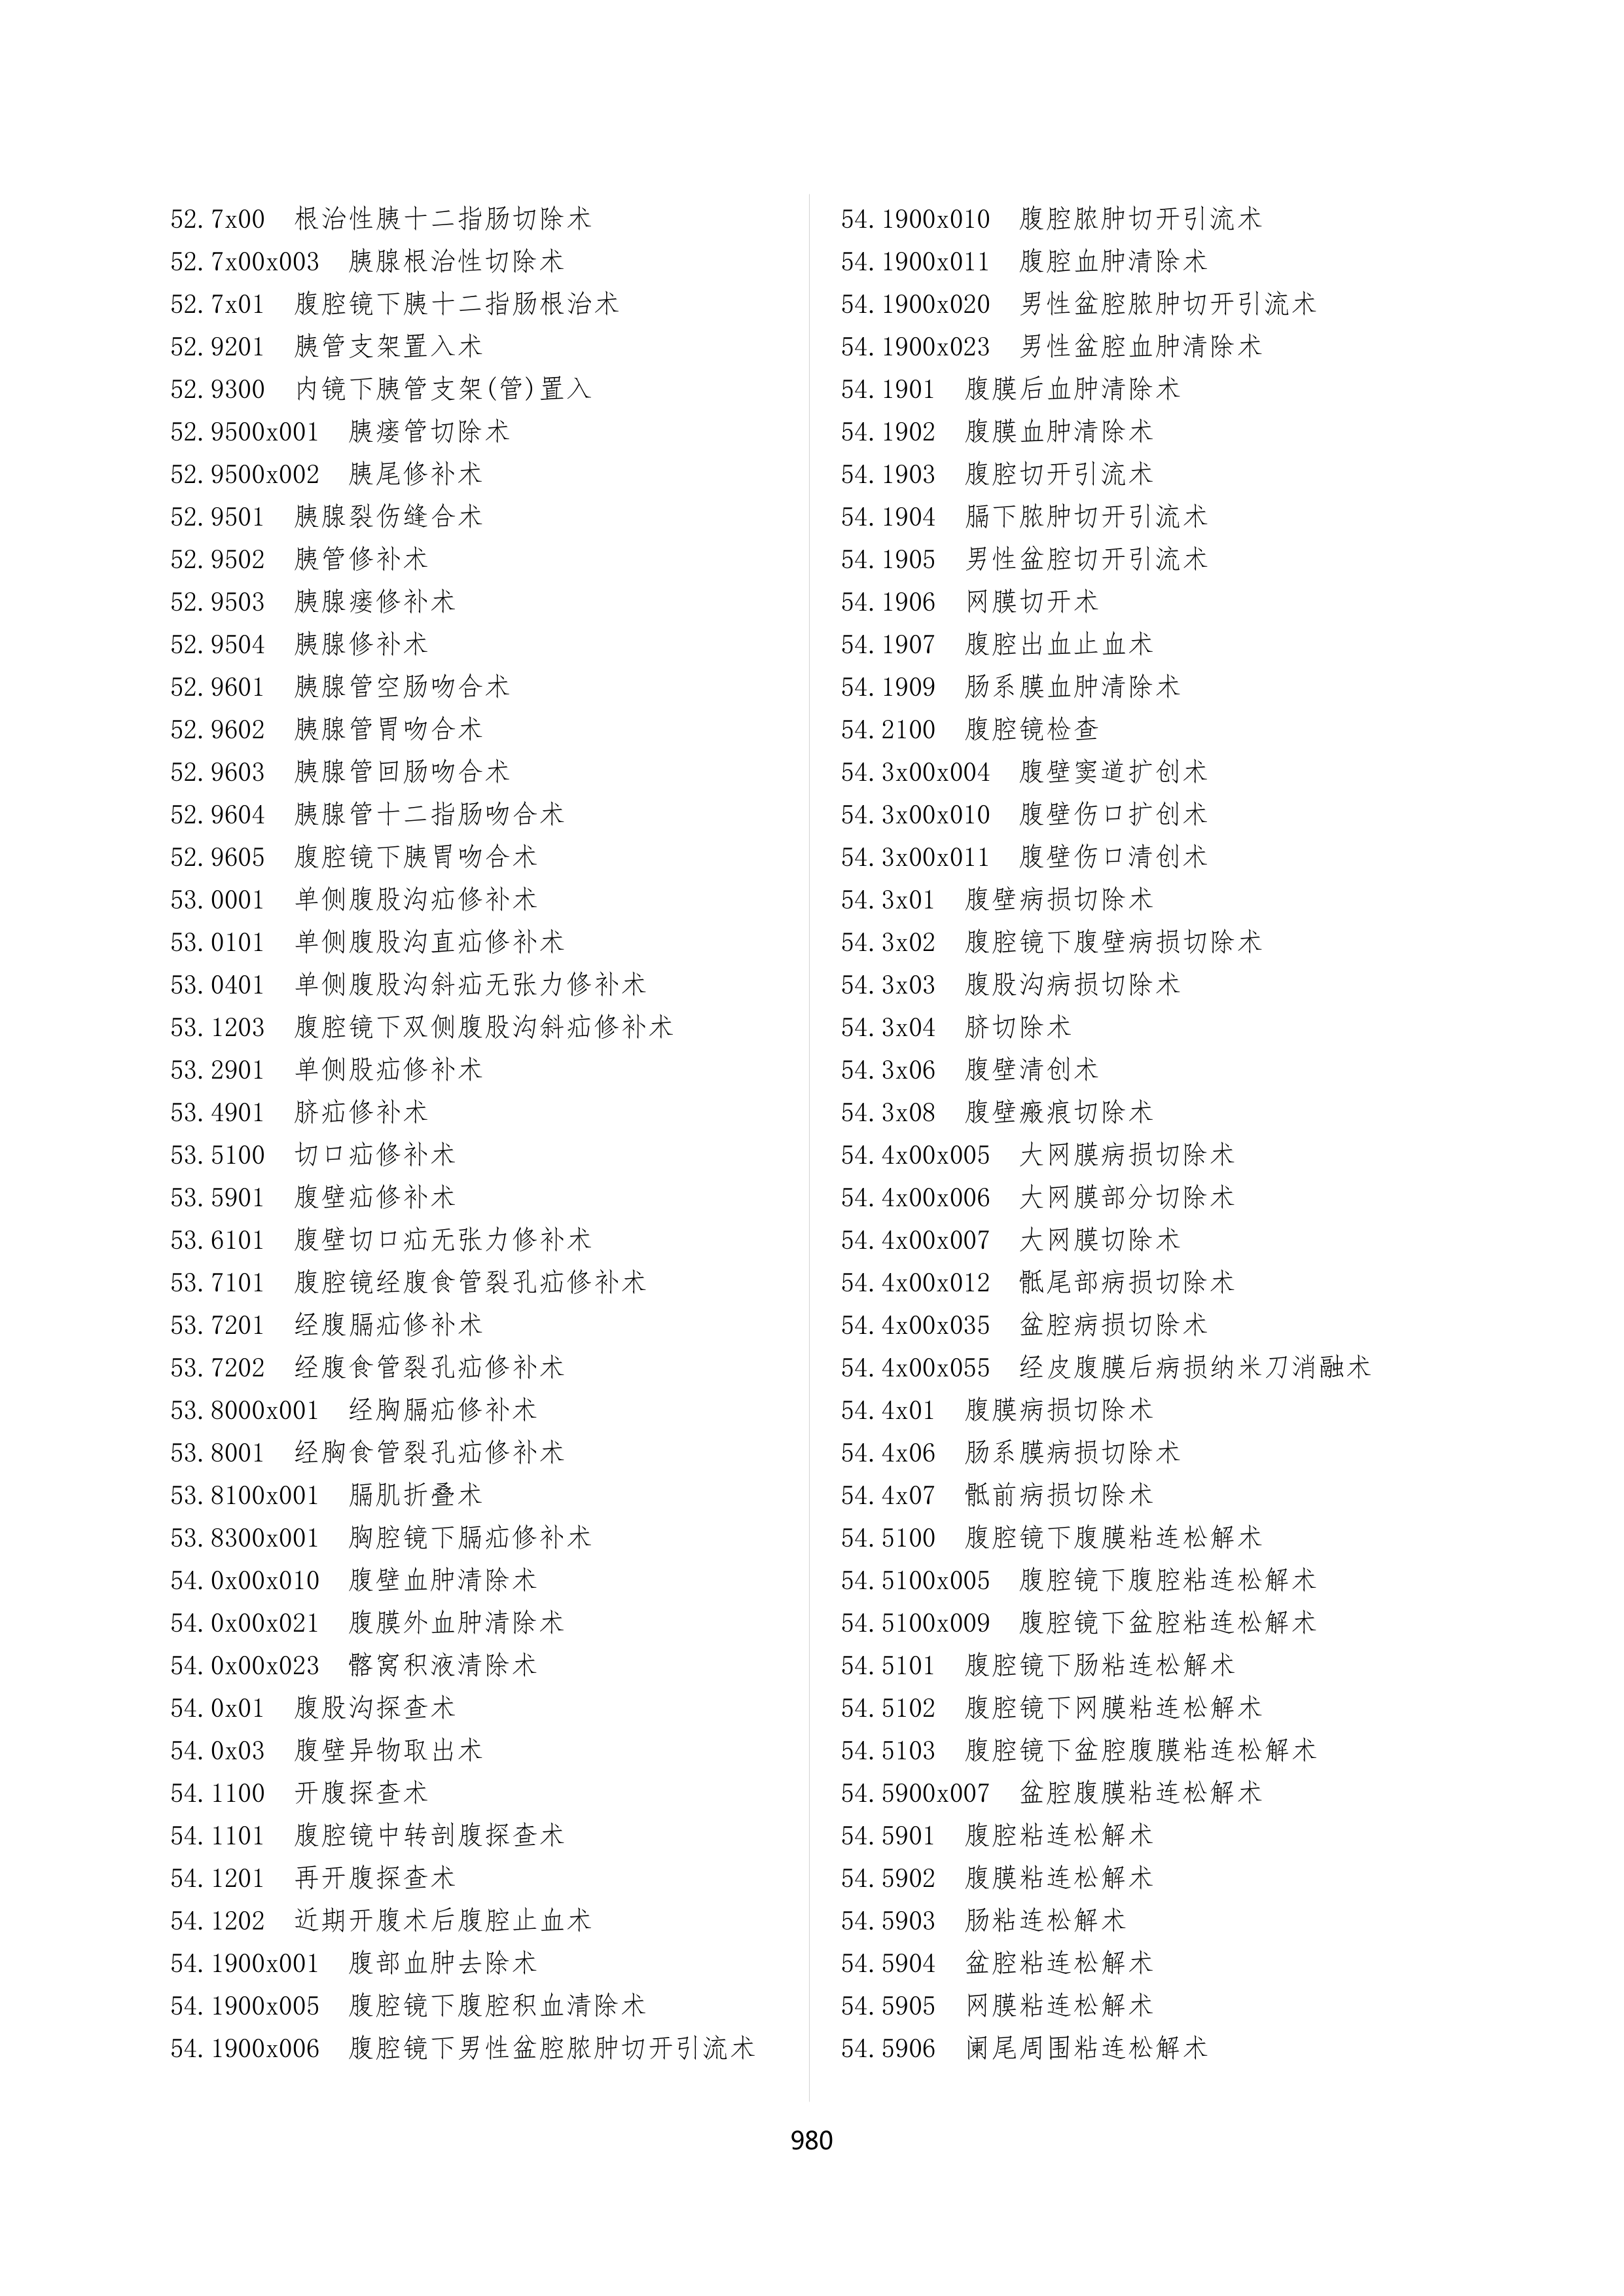 52.7x00 根治性胰十二指肠切除术
52.7x00x003 胰腺根治性切除术
52.7x01 腹腔镜下胰十二指肠根治术
52.9201 胰管支架置入术
52.9300 内镜下胰管支架(管)置入
52.9500x001 胰瘘管切除术
52.9500x002 胰尾修补术
52.9501 胰腺裂伤缝合术
52.9502 胰管修补术
52.9503 胰腺瘘修补术
52.9504 胰腺修补术
52.9601 胰腺管空肠吻合术
52.9602 胰腺管胃吻合术
52.9603 胰腺管回肠吻合术
52.9604 胰腺管十二指肠吻合术
52.9605 腹腔镜下胰胃吻合术
53.0001 单侧腹股沟疝修补术
53.0101 单侧腹股沟直疝修补术
53.0401 单侧腹股沟斜疝无张力修补术
53.1203 腹腔镜下双侧腹股沟斜疝修补术
53.2901 单侧股疝修补术
53.4901 脐疝修补术
53.5100 切口疝修补术
53.5901 腹壁疝修补术
53.6101 腹壁切口疝无张力修补术
53.7101 腹腔镜经腹食管裂孔疝修补术
53.7201 经腹膈疝修补术
53.7202 经腹食管裂孔疝修补术
53.8000x001 经胸膈疝修补术
53.8001 经胸食管裂孔疝修补术
53.8100x001 膈肌折叠术
53.8300x001 胸腔镜下膈疝修补术
54.0x00x010 腹壁血肿清除术
54.0x00x021 腹膜外血肿清除术
54.0x00x023 髂窝积液清除术
54.0x01 腹股沟探查术
54.0x03 腹壁异物取出术
54.1100 开腹探查术
54.1101 腹腔镜中转剖腹探查术
54.1201 再开腹探查术
54.1202 近期开腹术后腹腔止血术
54.1900x001 腹部血肿去除术
54.1900x005 腹腔镜下腹腔积血清除术
54.1900x006 腹腔镜下男性盆腔脓肿切开引流术
54.1900x010 腹腔脓肿切开引流术
54.1900x011 腹腔血肿清除术
54.1900x020 男性盆腔脓肿切开引流术
54.1900x023 男性盆腔血肿清除术
54.1901 腹膜后血肿清除术
54.1902 腹膜血肿清除术
54.1903 腹腔切开引流术
54.1904 膈下脓肿切开引流术
54.1905 男性盆腔切开引流术
54.1906 网膜切开术
54.1907 腹腔出血止血术
54.1909 肠系膜血肿清除术
54.2100 腹腔镜检查
54.3x00x004 腹壁窦道扩创术
54.3x00x010 腹壁伤口扩创术
54.3x00x011 腹壁伤口清创术
54.3x01 腹壁病损切除术
54.3x02 腹腔镜下腹壁病损切除术
54.3x03 腹股沟病损切除术
54.3x04 脐切除术
54.3x06 腹壁清创术
54.3x08 腹壁瘢痕切除术
54.4x00x005 大网膜病损切除术
54.4x00x006 大网膜部分切除术
54.4x00x007 大网膜切除术
54.4x00x012 骶尾部病损切除术
54.4x00x035 盆腔病损切除术
54.4x00x055 经皮腹膜后病损纳米刀消融术
54.4x01 腹膜病损切除术
54.4x06 肠系膜病损切除术
54.4x07 骶前病损切除术
54.5100 腹腔镜下腹膜粘连松解术
54.5100x005 腹腔镜下腹腔粘连松解术
54.5100x009 腹腔镜下盆腔粘连松解术
54.5101 腹腔镜下肠粘连松解术
54.5102 腹腔镜下网膜粘连松解术
54.5103 腹腔镜下盆腔腹膜粘连松解术
54.5900x007 盆腔腹膜粘连松解术
54.5901 腹腔粘连松解术
54.5902 腹膜粘连松解术
54.5903 肠粘连松解术
54.5904 盆腔粘连松解术
54.5905 网膜粘连松解术
54.5906 阑尾周围粘连松解术
980